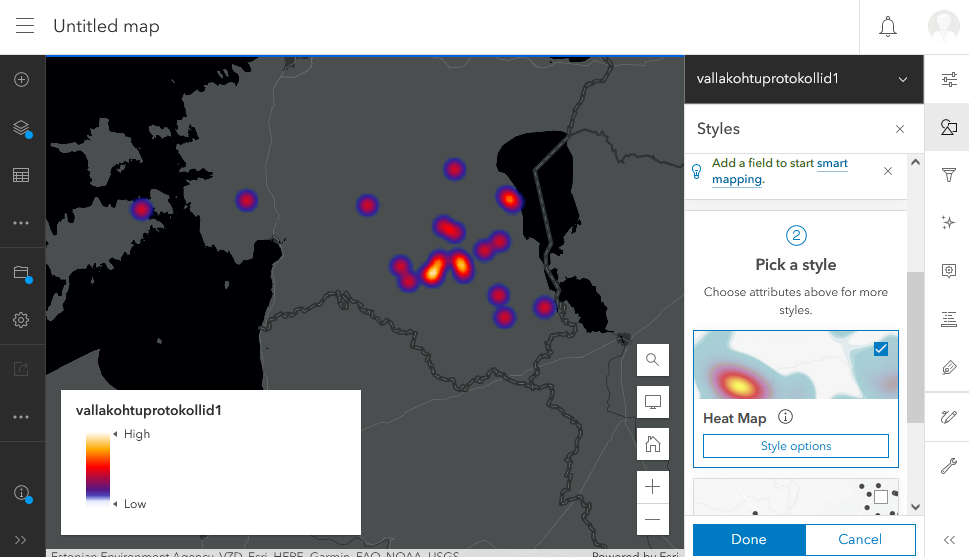 Untitled map
vallakohtuprotokollid1
Styles
Add a field to start smart
mapping.
2
Pick a style
Choose attributes above for more
styles.
Heat Map
Style options
Done
Cancel
vallakohtuprotokollid1
High
Low
Estonian Environment Agency, VZD, Esri, HERE, Garmin, FAO, NOAA, USGS
Powered by Esri